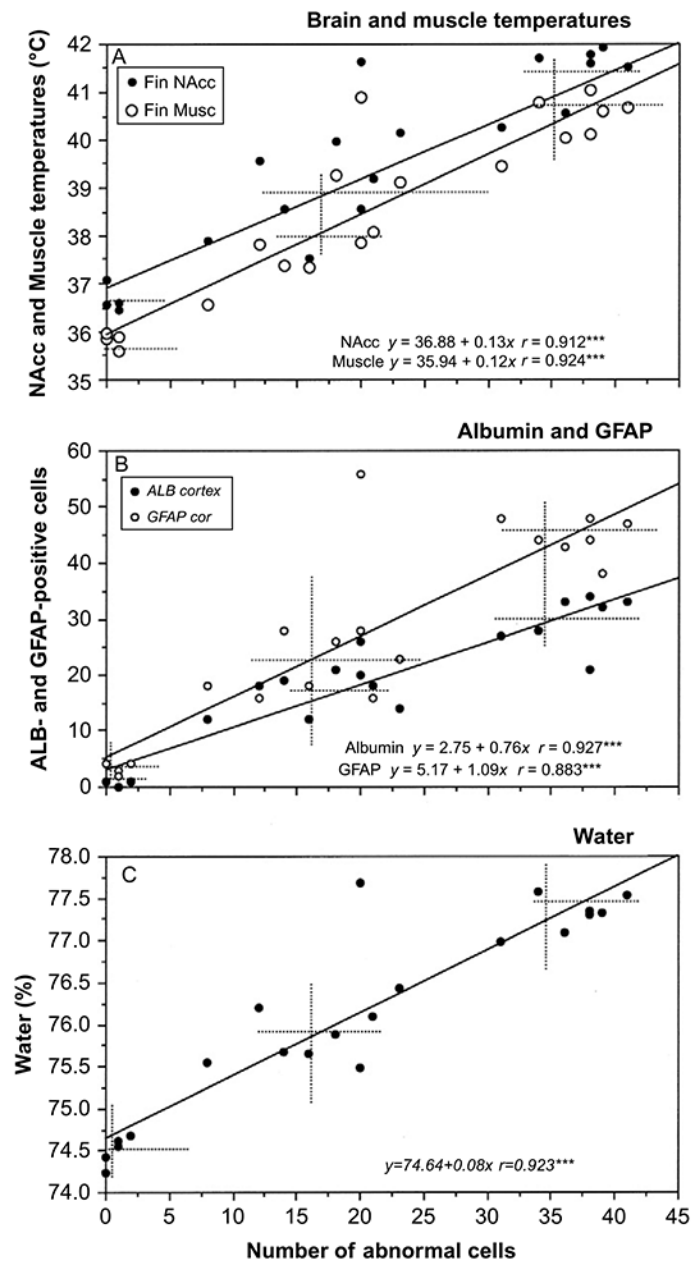 Brain and muscle temperatures
NAcc and Muscle temperatures (°C)
42
41
40
39
38
37
36
35
A
Fin NAcc
Fin Musc
NAcc y = 36.88 + 0.13x r = 0.912***
Muscle y = 35.94 + 0.12x r = 0.924***
Albumin and GFAP
ALB- and GFAP-positive cells
60
50
40
30
20
10
0
B
ALB cortex
GFAP cor
Albumin y = 2.75 + 0.76x r = 0.927***
GFAP y = 5.17 + 1.09x r = 0.883***
Water
Water (%)
78.0
77.5
77.0
76.5
76.0
75.5
75.0
74.5
74.0
C
y=74.64+0.08x r=0.923***
0 5 10 15 20 25 30 35 40 45
Number of abnormal cells